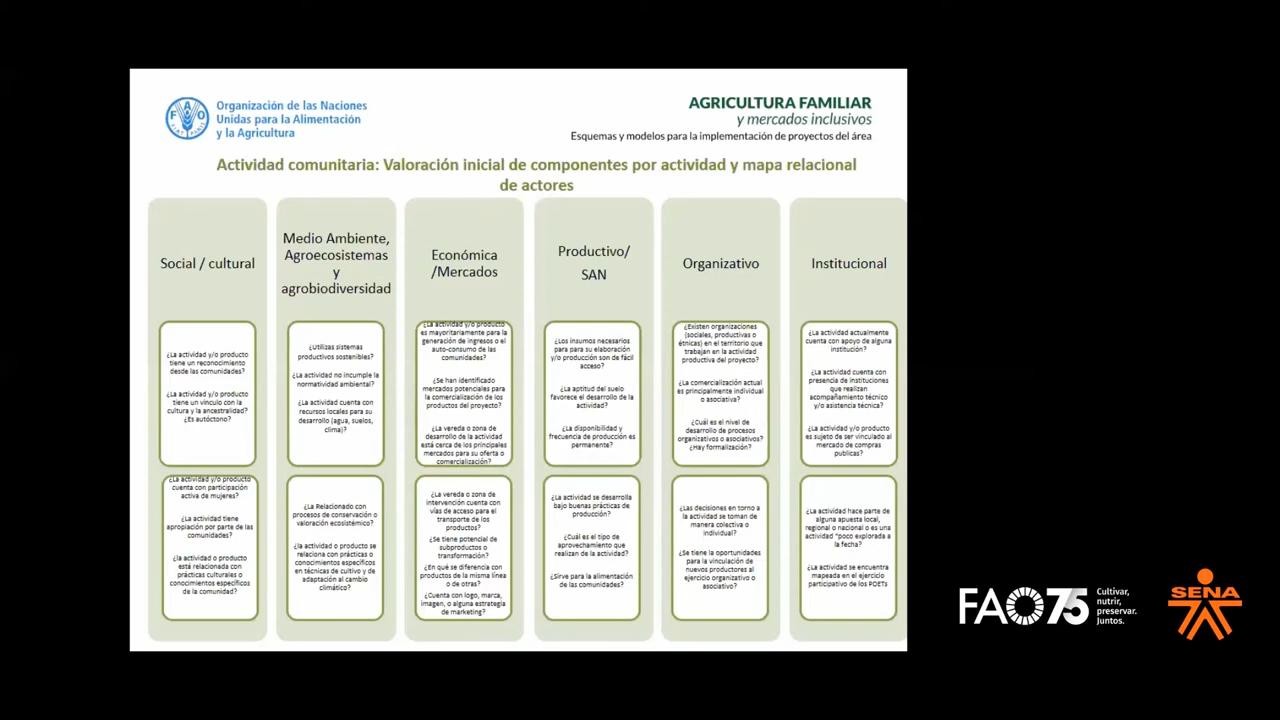 FAO
FIAT PANIS
Organización de las Naciones
Unidas para la Alimentación
y la Agricultura
AGRICULTURA FAMILIAR
y mercados inclusivos
Esquemas y modelos para la implementación de proyectos del área
Actividad comunitaria: Valoración inicial de componentes por actividad y mapa relacional
de actores
Social / cultural
¿La actividad y/o producto
tiene un reconocimiento
desde las comunidades?
¿La actividad y/o producto
tiene un vínculo con la
cultura y la ancestralidad?
¿Es autóctono?
¿La actividad y/o producto
cuenta con participación
activa de mujeres?
¿La actividad tiene
apropiación por parte de las
comunidades?
¿la actividad o producto
está relacionada con
prácticas culturales o
conocimientos específicos
de la comunidad?
Medio Ambiente,
Agroecosistemas
y
agrobiodiversidad
¿Utilizas sistemas
productivos sostenibles?
¿La actividad no incumple la
normatividad ambiental?
¿La actividad cuenta con
recursos locales para su
desarrollo (agua, suelos,
clima)?
¿La Relacionado con
procesos de conservación o
valoración ecosistémico?
¿la actividad o producto se
relaciona con prácticas o
conocimientos específicos
en técnicas de cultivo y de
adaptación al cambio
climático?
Económica
/Mercados
¿La actividad y/o producto
es mayoritariamente para la
generación de ingresos o el
auto-consumo de las
comunidades?
¿Se han identificado
mercados potenciales para
la comercialización de los
productos del proyecto?
¿La vereda o zona de
desarrollo de la actividad
está cerca de los principales
mercados para su oferta o
comercialización?
¿La vereda o zona de
intervención cuenta con
vías de acceso para el
transporte de los
productos?
¿Se tiene potencial de
subproductos o
transformación?
¿En qué se diferencia con
productos de la misma línea
o de otras?
¿Cuenta con logo, marca,
imagen, o alguna estrategia
de marketing?
Productivo/
SAN
¿Los insumos necesarios
para para su elaboración
y/o producción son de fácil
acceso?
¿La aptitud del suelo
favorece el desarrollo de la
actividad?
¿La disponibilidad y
frecuencia de producción es
permanente?
¿La actividad se desarrolla
bajo buenas prácticas de
producción?
¿Cuál es el tipo de
aprovechamiento que
realizan de la actividad?
¿Sirve para la alimentación
de las comunidades?
Organizativo
¿Existen organizaciones
(sociales, productivas o
étnicas) en el territorio que
trabajan en la actividad
productiva del proyecto?
¿La comercialización actual
es principalmente individual
o asociativa?
¿Cuál es el nivel de
desarrollo de procesos
organizativos o asociativos?
¿Hay formalización?
¿Las decisiones en torno a
la actividad se toman de
manera colectiva o
individual?
¿Se tiene la oportunidades
para la vinculación de
nuevos productores al
ejercicio organizativo o
asociativo?
Institucional
¿La actividad actualmente
cuenta con apoyo de alguna
institución?
¿La actividad cuenta con
presencia de instituciones
que realizan
acompañamiento técnico
y/o asistencia técnica?
¿La actividad y/o producto
es sujeto de ser vinculado al
mercado de compras
publicas?
¿La actividad hace parte de
alguna apuesta local,
regional o nacional o es una
actividad "poco explorada a
la fecha?
¿La actividad se encuentra
mapeada en el ejercicio
participativo de los POETs
FAO75
Cultivar,
nutrir,
preservar.
Juntos.
SENA